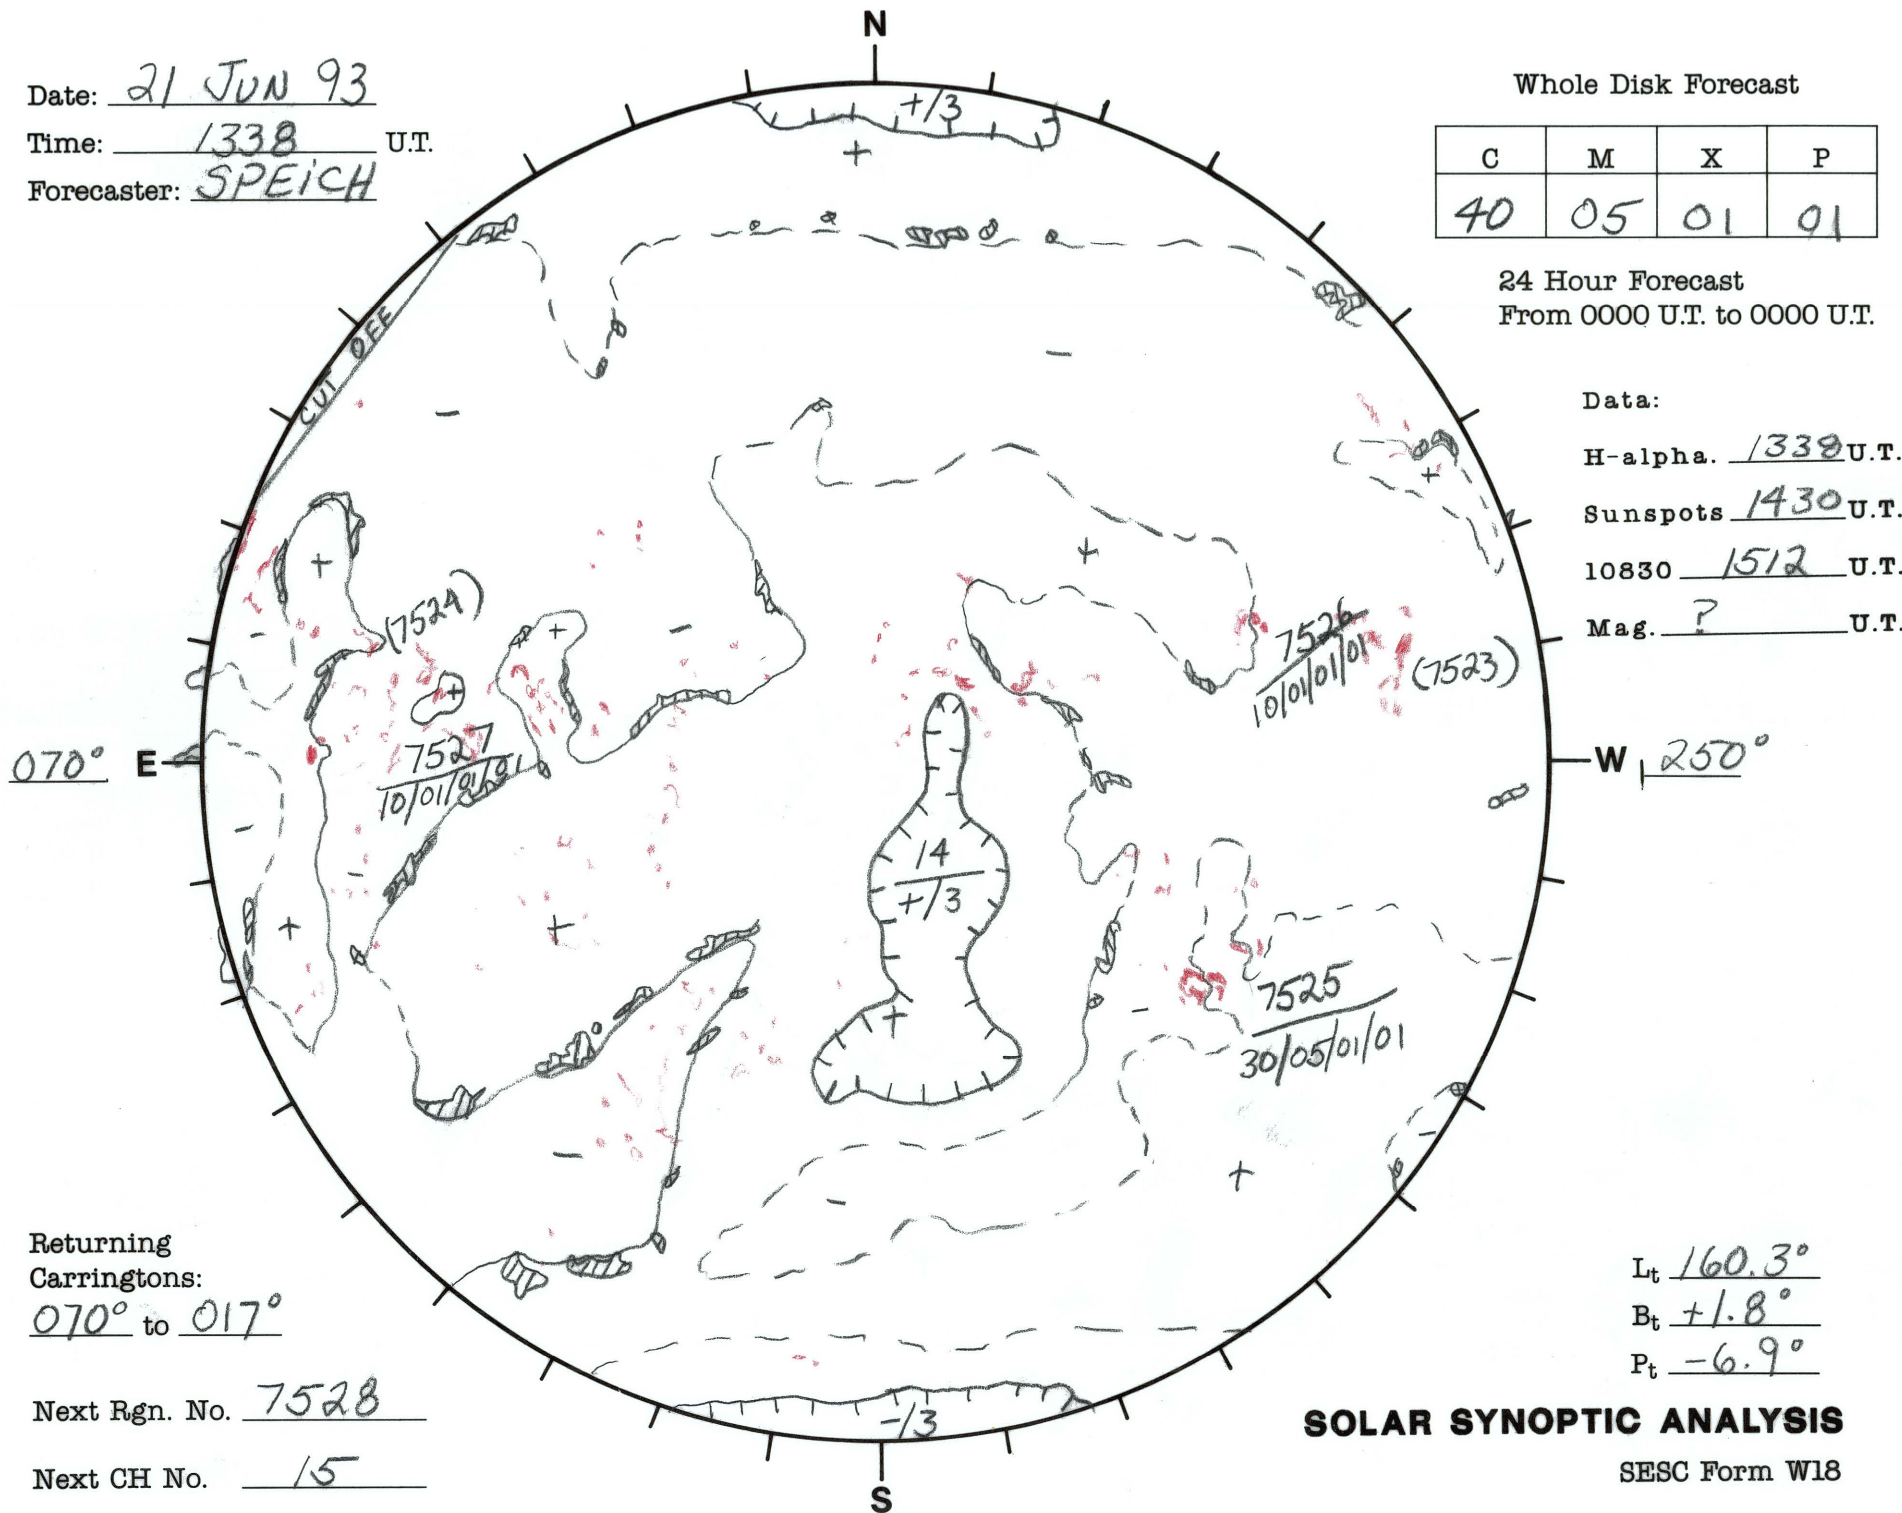 N
Date: 21 JUN 93
Time: 1338 U.T.
Forecaster: SPEICH
Whole Disk Forecast
C M X P
40 05 01 01
24 Hour Forecast
From 0000 U.T. to 0000 U.T.
Data:
H-alpha. 1338 U.T.
Sunspots 1430 U.T.
10830 1512 U.T.
Mag. ? U.T.
+/3
+
CUT OFF
-
-
+
+
+
(7524)
-
+
-
+
7526
10/01/01/01
(7523)
7527
10/01/01/01
070° E
W 250°
-
14
+/3
-
+
+
+
-
7525
30/05/01/01
-
-
-
+
-/3
S
Returning
Carringtons:
070° to 017°
Next Rgn. No. 7528
Next CH No. 15
Lt 160.3°
Bt +1.8°
Pt -6.9°
SOLAR SYNOPTIC ANALYSIS
SESC Form W18